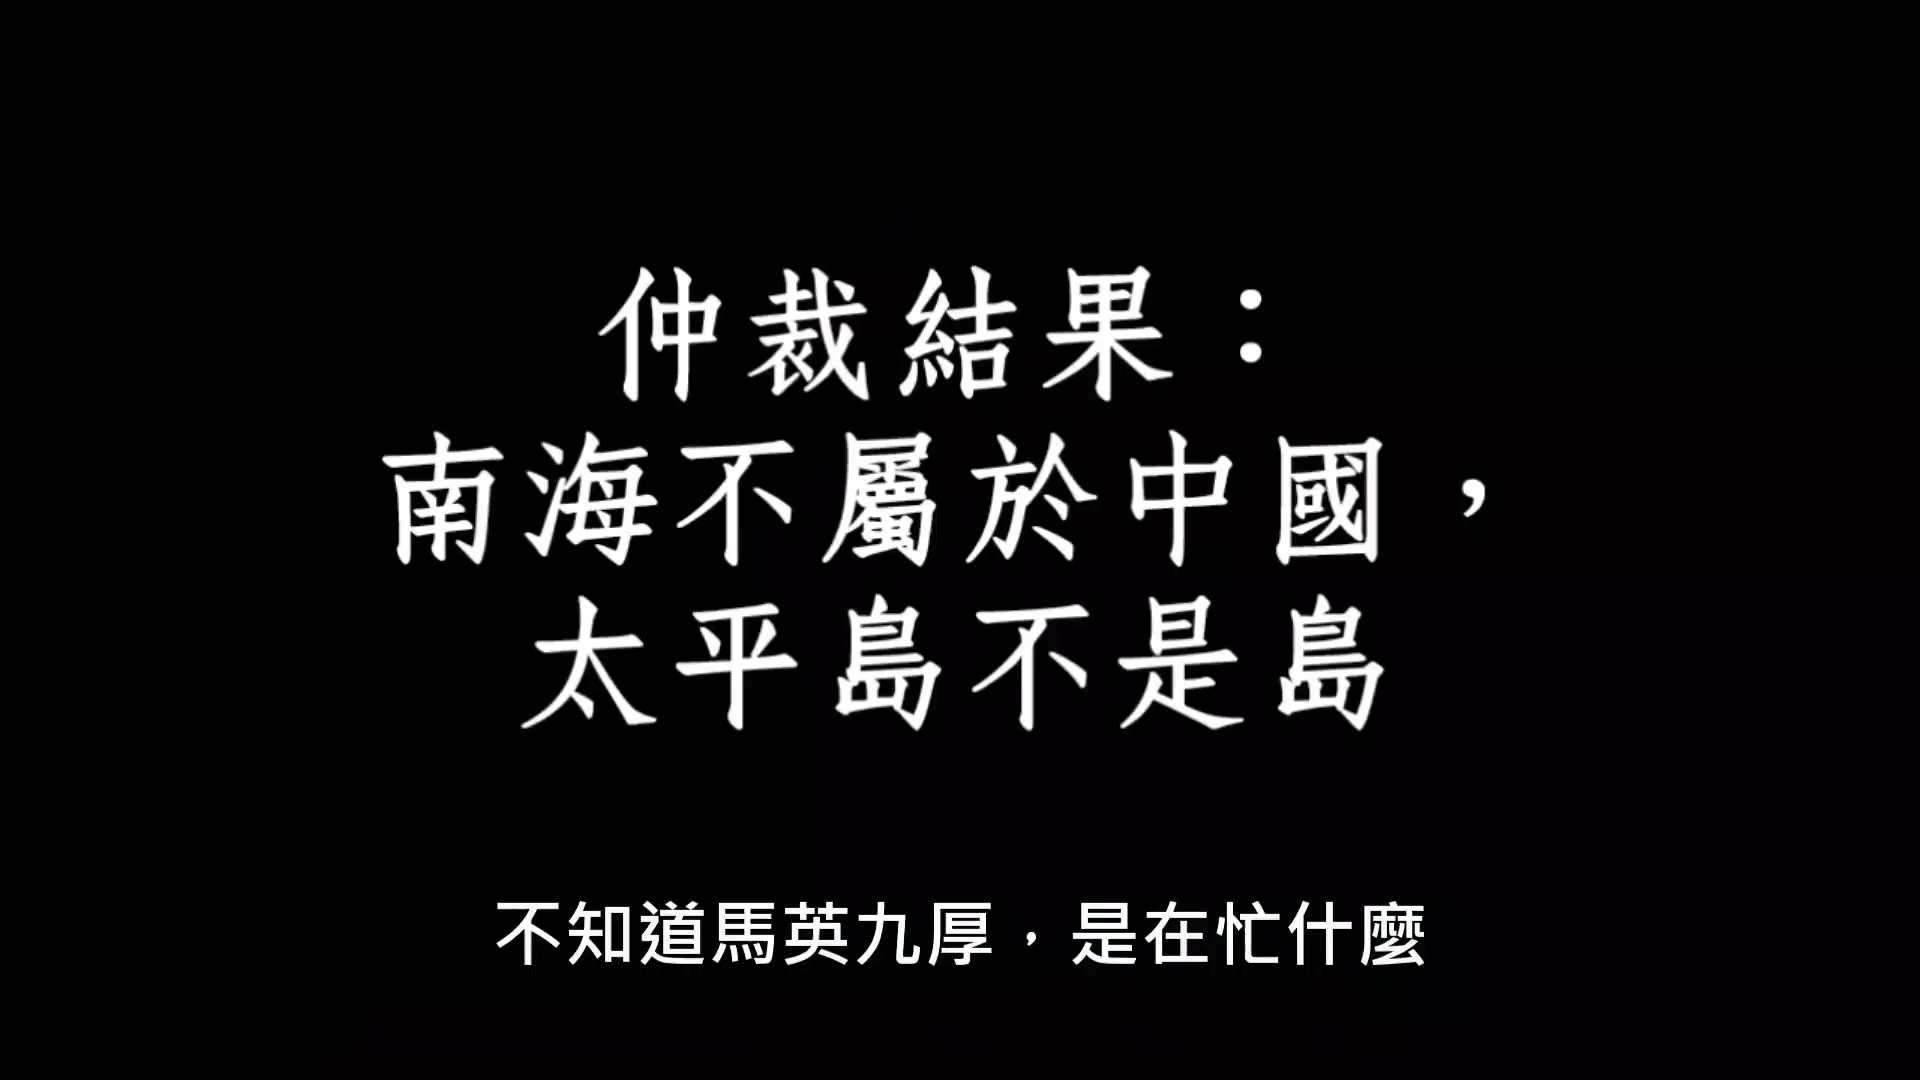 仲裁結果：
南海不屬於中國，
太平島不是島
不知道馬英九厚，是在忙什麼